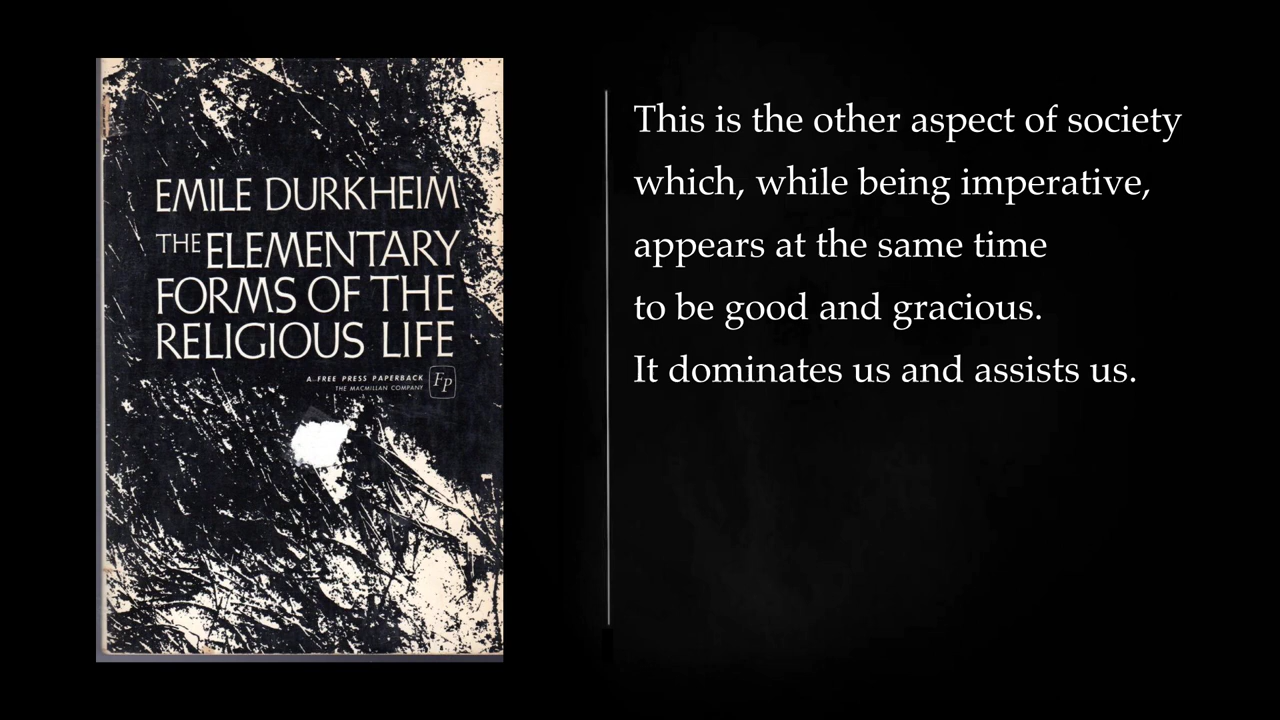 EMILE DURKHEIM
THE ELEMENTARY
FORMS OF THE
RELIGIOUS LIFE
A FREE PRESS PAPERBACK
THE MACMILLAN COMPANY
Fp
This is the other aspect of society
which, while being imperative,
appears at the same time
to be good and gracious.
It dominates us and assists us.